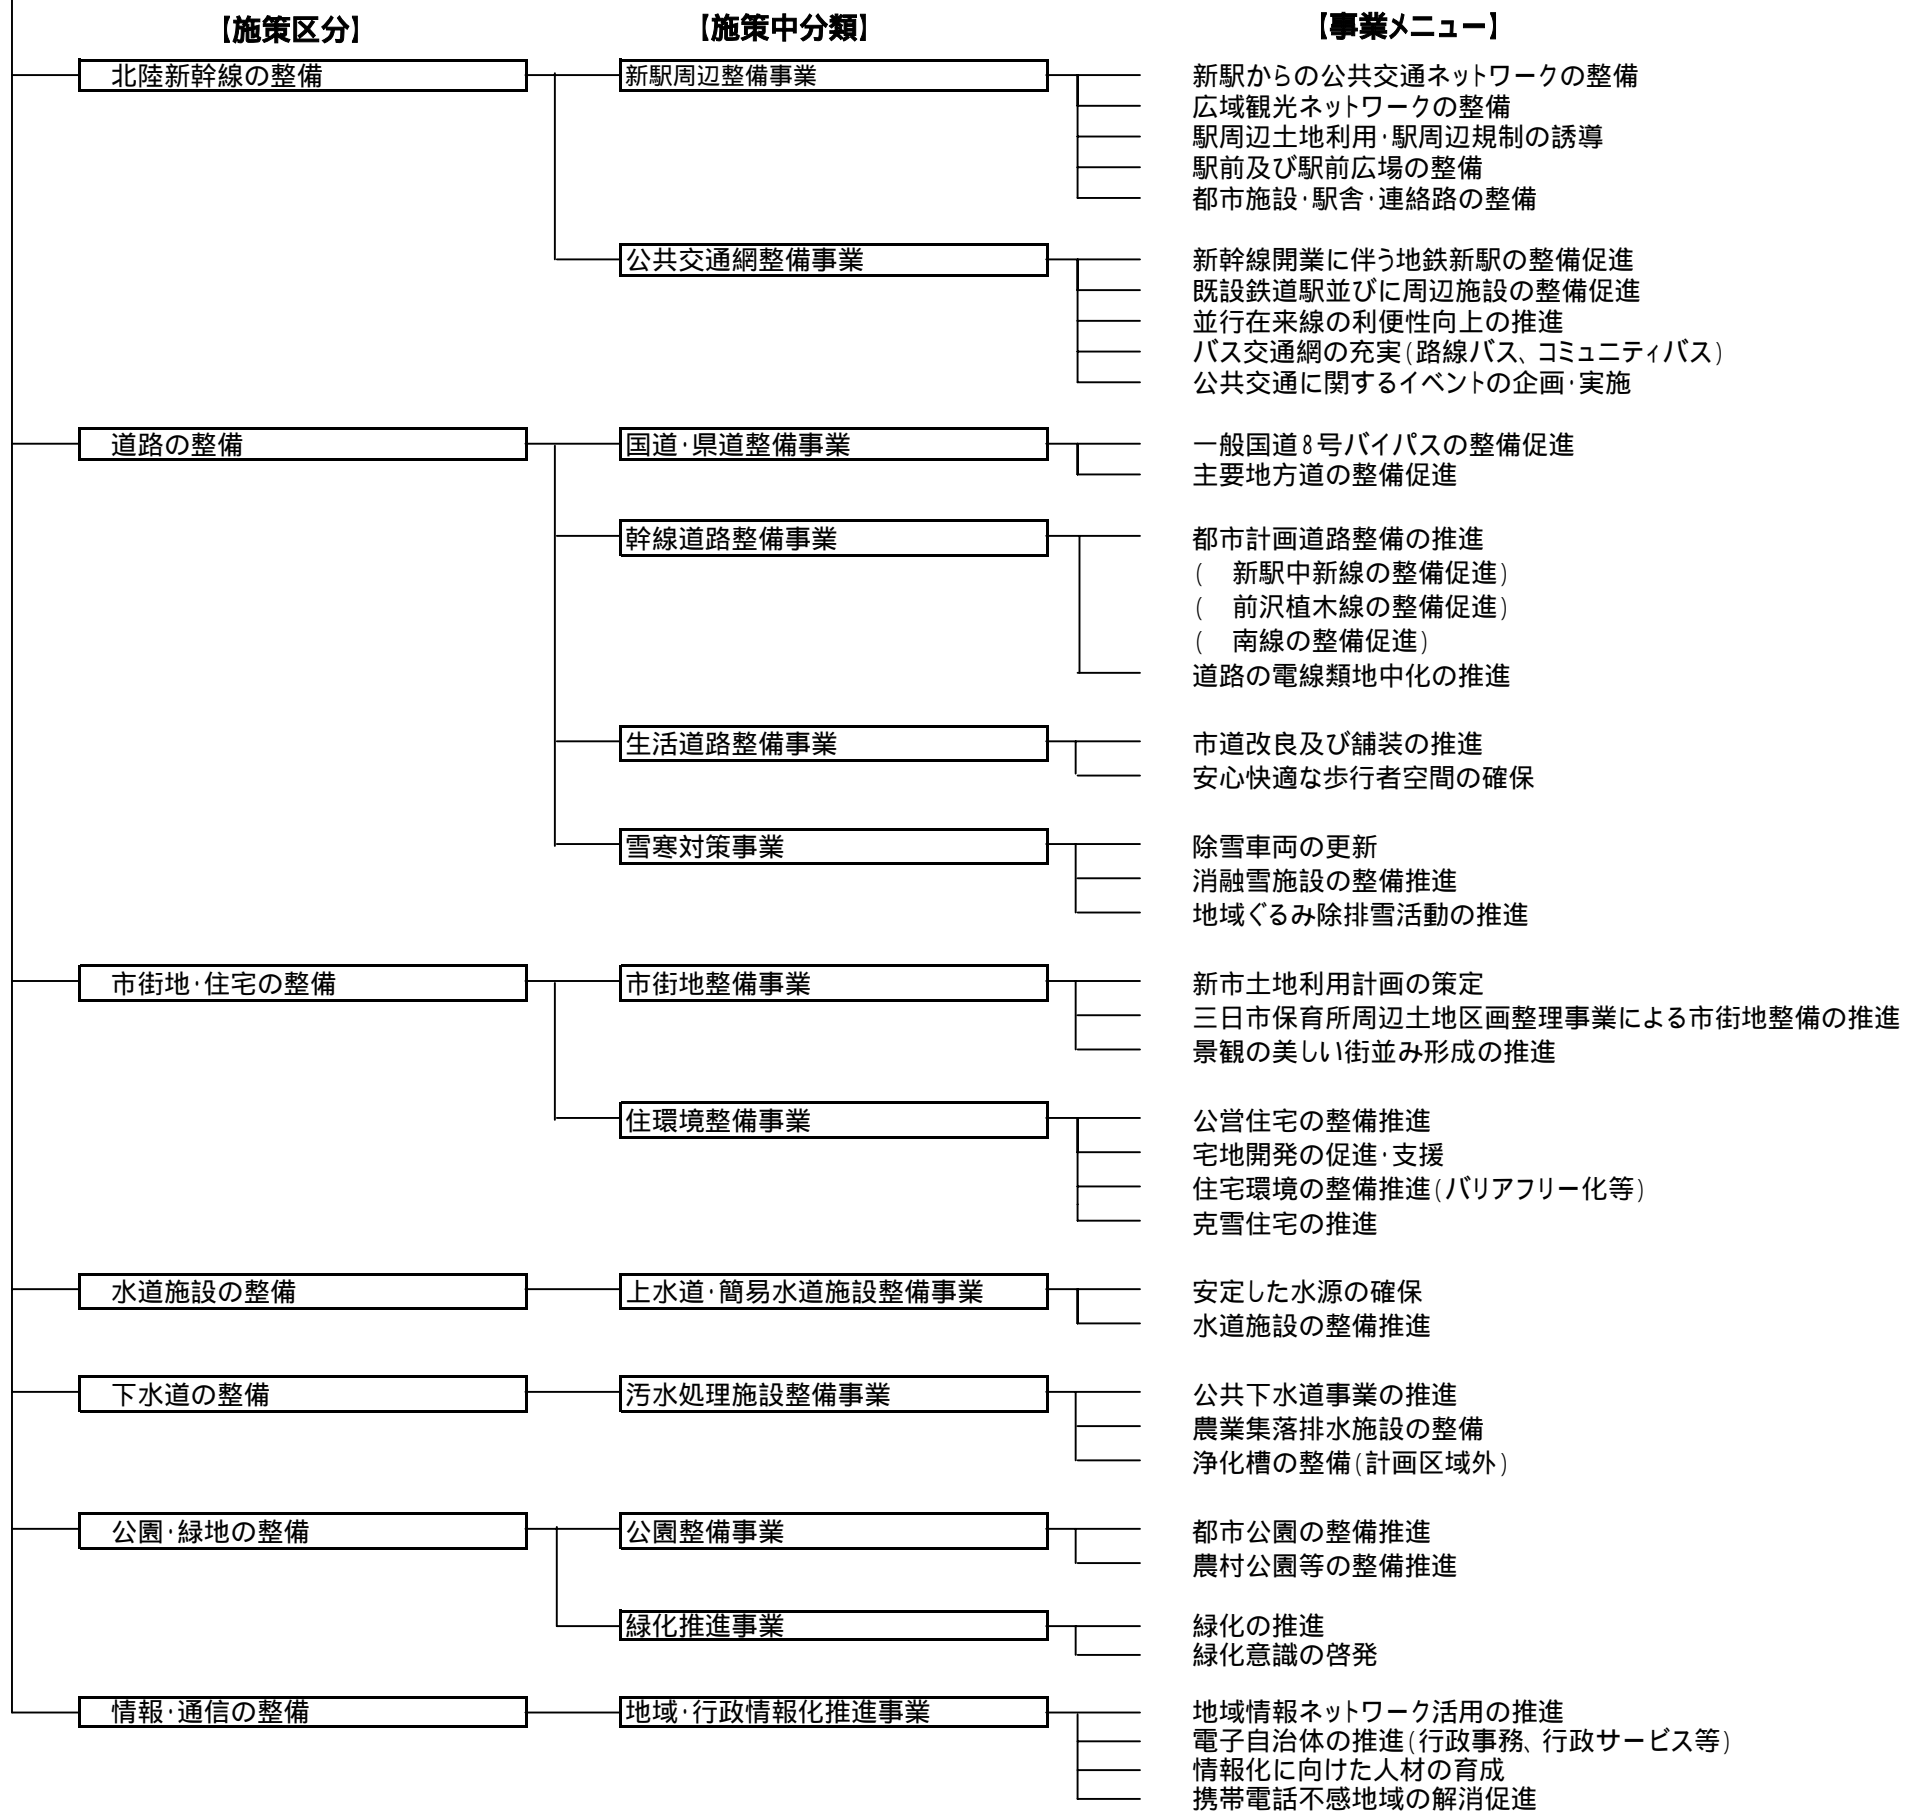 【施策区分】 【施策中分類】 【事業メニュー】
北陸新幹線の整備 新駅周辺整備事業 新駅からの公共交通ネットワークの整備
広域観光ネットワークの整備
駅周辺土地利用・駅周辺規制の誘導
駅前及び駅前広場の整備
都市施設・駅舎・連絡路の整備
公共交通網整備事業 新幹線開業に伴う地鉄新駅の整備促進
既設鉄道駅並びに周辺施設の整備促進
並行在来線の利便性向上の推進
バス交通網の充実(路線バス、コミュニティバス)
公共交通に関するイベントの企画・実施
道路の整備 国道・県道整備事業 一般国道8号バイパスの整備促進
主要地方道の整備促進
幹線道路整備事業 都市計画道路整備の推進
(　新駅中新線の整備促進)
(　前沢植木線の整備促進)
(　南線の整備促進)
道路の電線類地中化の推進
生活道路整備事業 市道改良及び舗装の推進
安心快適な歩行者空間の確保
雪寒対策事業 除雪車両の更新
消融雪施設の整備推進
地域ぐるみ除排雪活動の推進
市街地・住宅の整備 市街地整備事業 新市土地利用計画の策定
三日市保育所周辺土地区画整理事業による市街地整備の推進
景観の美しい街並み形成の推進
住環境整備事業 公営住宅の整備推進
宅地開発の促進・支援
住宅環境の整備推進(バリアフリー化等)
克雪住宅の推進
水道施設の整備 上水道・簡易水道施設整備事業 安定した水源の確保
水道施設の整備推進
下水道の整備 汚水処理施設整備事業 公共下水道事業の推進
農業集落排水施設の整備
浄化槽の整備(計画区域外)
公園・緑地の整備 公園整備事業 都市公園の整備推進
農村公園等の整備推進
緑化推進事業 緑化の推進
緑化意識の啓発
情報・通信の整備 地域・行政情報化推進事業 地域情報ネットワーク活用の推進
電子自治体の推進(行政事務、行政サービス等)
情報化に向けた人材の育成
携帯電話不感地域の解消促進